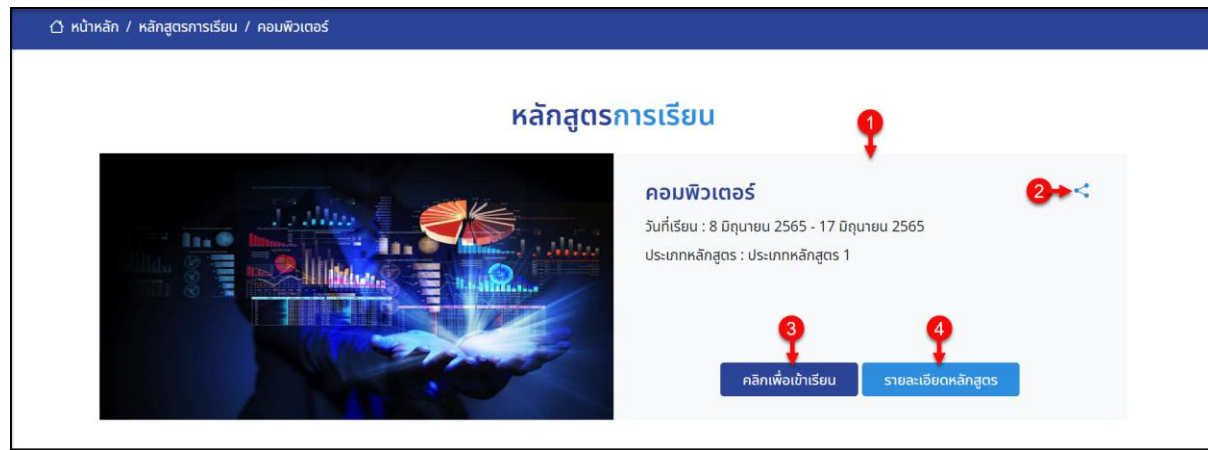 หน้าหลัก / หลักสูตรการเรียน / คอมพิวเตอร์
หลักสูตรการเรียน
1
คอมพิวเตอร์
2
วันที่เรียน : 8 มิถุนายน 2565 - 17 มิถุนายน 2565
ประเภทหลักสูตร : ประเภทหลักสูตร 1
3 4
คลิกเพื่อเข้าเรียน รายละเอียดหลักสูตร